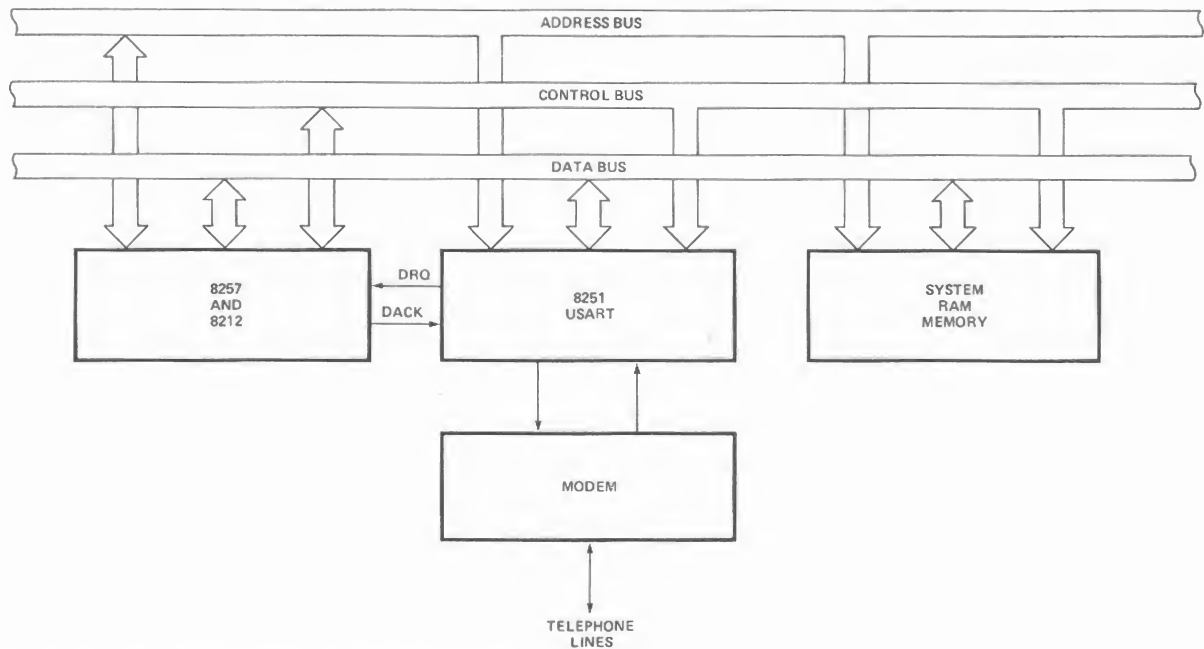 ADDRESS BUS
CONTROL BUS
DATA BUS
8257
AND
8212
DRQ
DACK
8251
USART
SYSTEM
RAM
MEMORY
MODEM
TELEPHONE
LINES